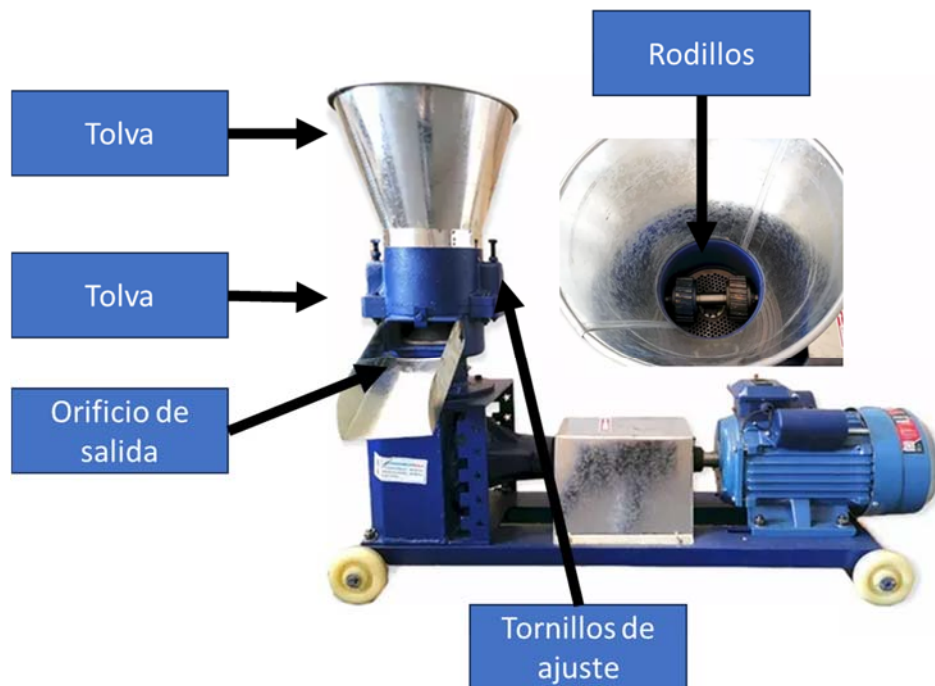 Rodillos
Tolva
Tolva
Orificio de
salida
Tornillos de
ajuste